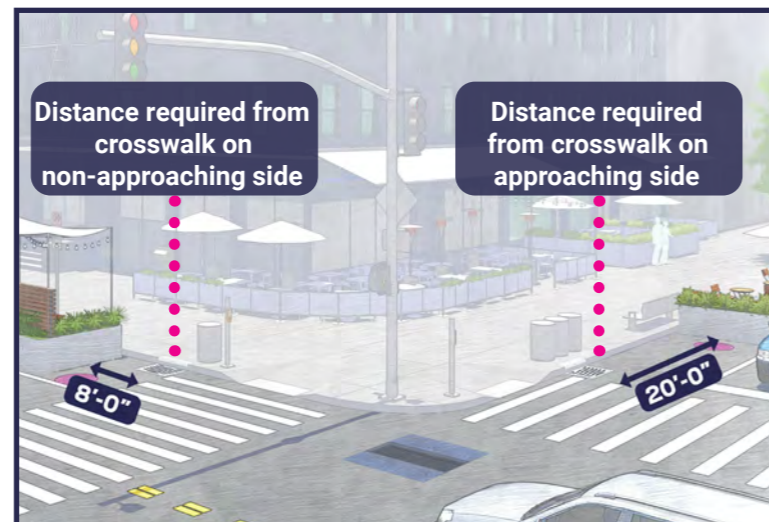 Distance required from
crosswalk on
non-approaching side
Distance required
from crosswalk on
approaching side
8'-0"
20'-0"